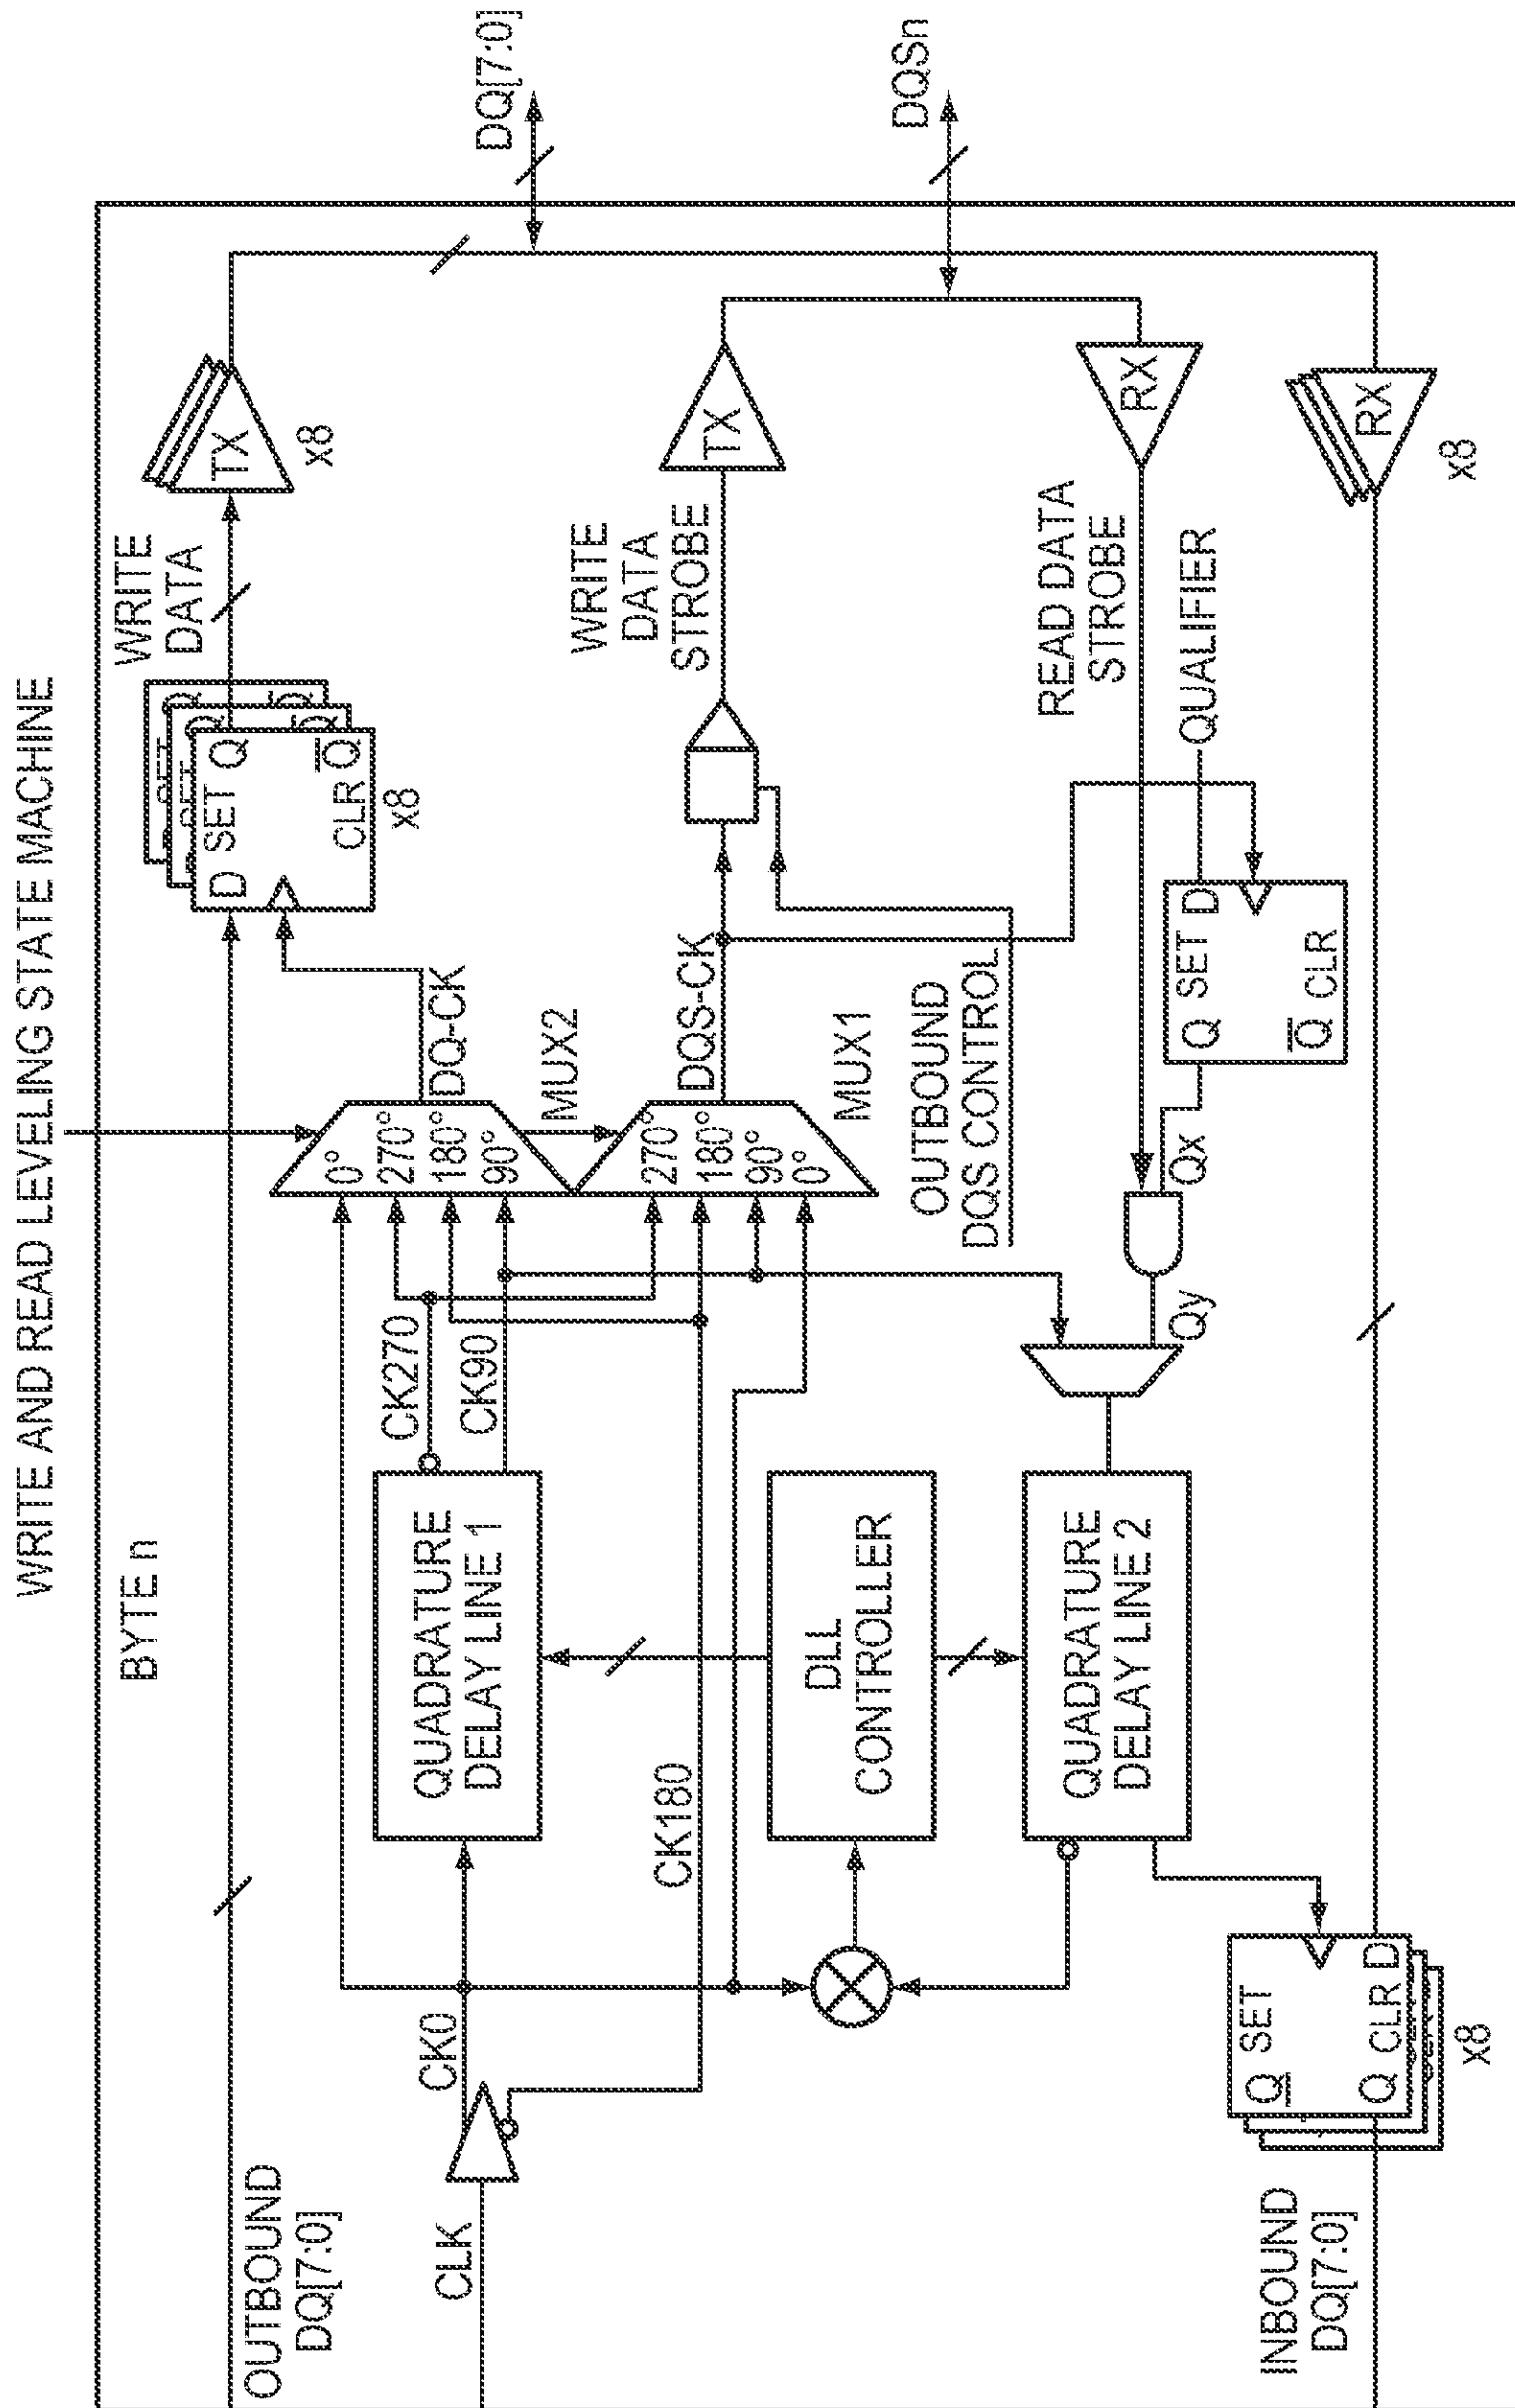 WRITE AND READ LEVELING STATE MACHINE
BYTE n
OUTBOUND
DQ[7:0]
CLK
CK0
QUADRATURE
DELAY LINE 1
CK270
CK90
CK180
0°
270°
180°
90°
MUX2
DQ-CK
270°
180°
90°
0°
MUX1
DQS-CK
D SET Q
CLR Q
x8
WRITE
DATA
TX
x8
DQ[7:0]
WRITE
DATA
STROBE
TX
DQSn
OUTBOUND
DQS CONTROL
DLL
CONTROLLER
QUADRATURE
DELAY LINE 2
Qy
Qx
READ DATA
STROBE
RX
QUALIFIER
Q SET D
Q CLR
RX
x8
Q SET
Q CLR D
x8
INBOUND
DQ[7:0]